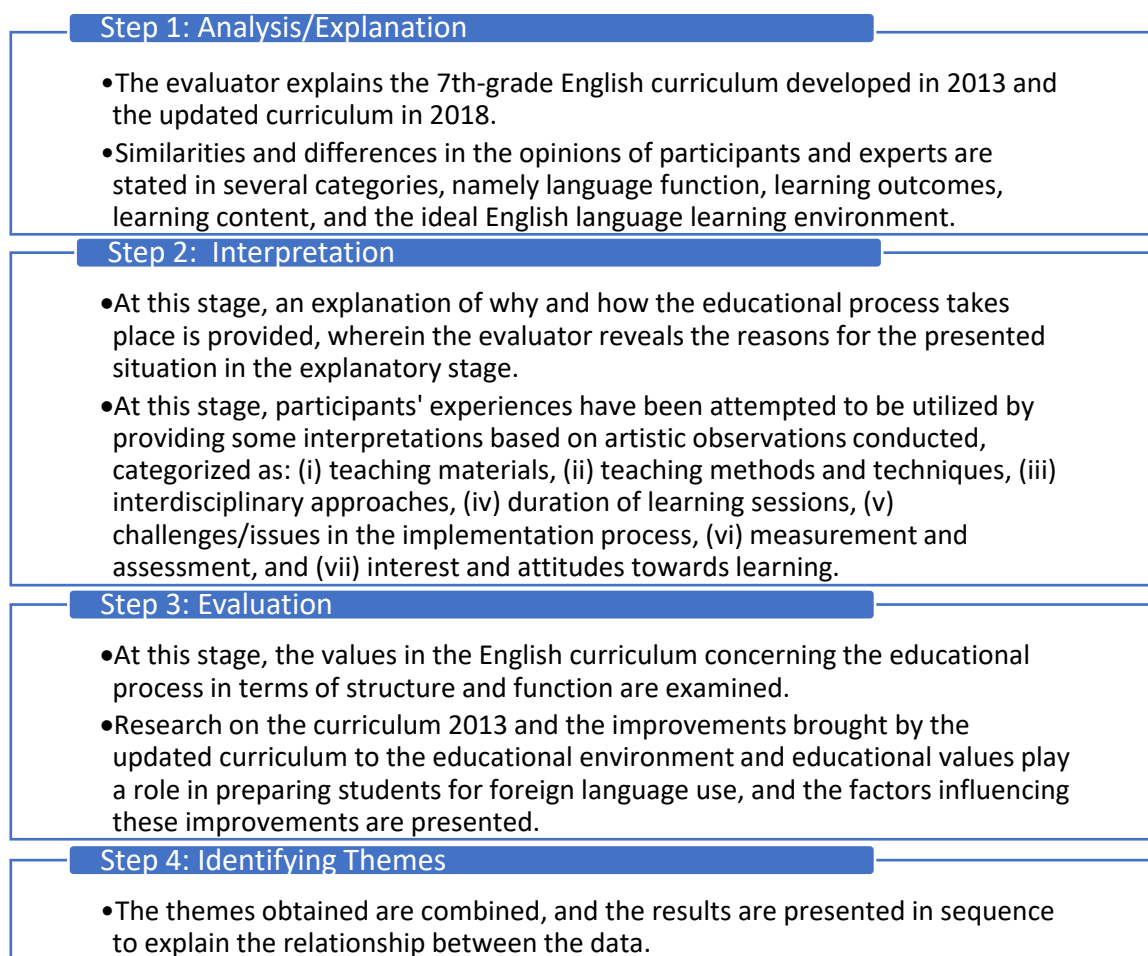 Step 1: Analysis/Explanation
•The evaluator explains the 7th-grade English curriculum developed in 2013 and
the updated curriculum in 2018.
•Similarities and differences in the opinions of participants and experts are
stated in several categories, namely language function, learning outcomes,
learning content, and the ideal English language learning environment.
Step 2: Interpretation
•At this stage, an explanation of why and how the educational process takes
place is provided, wherein the evaluator reveals the reasons for the presented
situation in the explanatory stage.
•At this stage, participants' experiences have been attempted to be utilized by
providing some interpretations based on artistic observations conducted,
categorized as: (i) teaching materials, (ii) teaching methods and techniques, (iii)
interdisciplinary approaches, (iv) duration of learning sessions, (v)
challenges/issues in the implementation process, (vi) measurement and
assessment, and (vii) interest and attitudes towards learning.
Step 3: Evaluation
•At this stage, the values in the English curriculum concerning the educational
process in terms of structure and function are examined.
•Research on the curriculum 2013 and the improvements brought by the
updated curriculum to the educational environment and educational values play
a role in preparing students for foreign language use, and the factors influencing
these improvements are presented.
Step 4: Identifying Themes
•The themes obtained are combined, and the results are presented in sequence
to explain the relationship between the data.